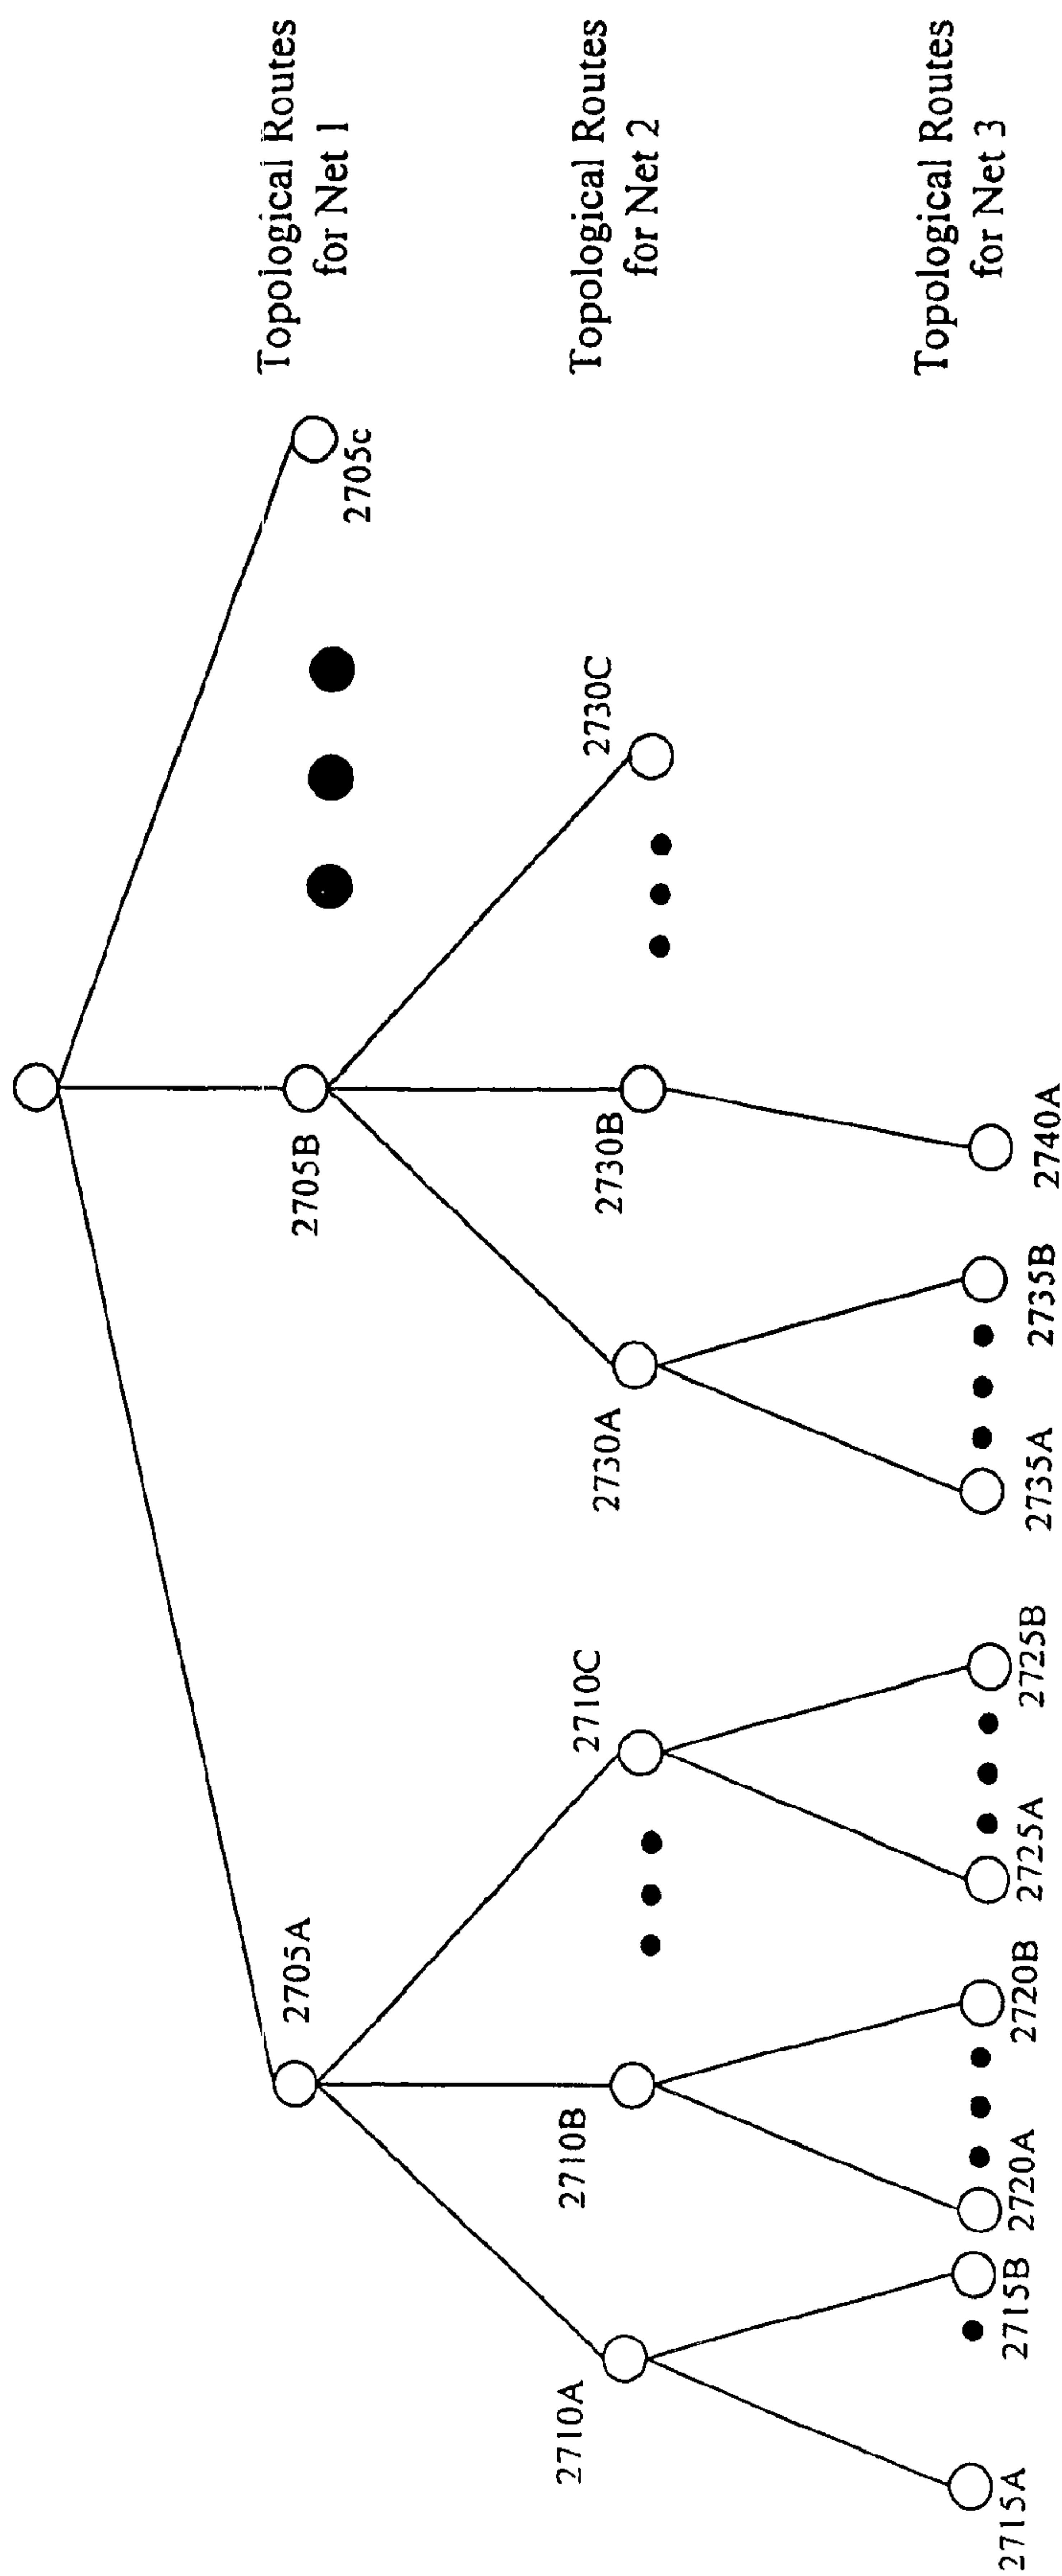 Topological Routes
for Net 1
2705A
2705B
2705c
Topological Routes
for Net 2
2710A
2710B
2710C
2730A
2730B
2730C
Topological Routes
for Net 3
2715A
2715B
2720A
2720B
2725A
2725B
2735A
2735B
2740A